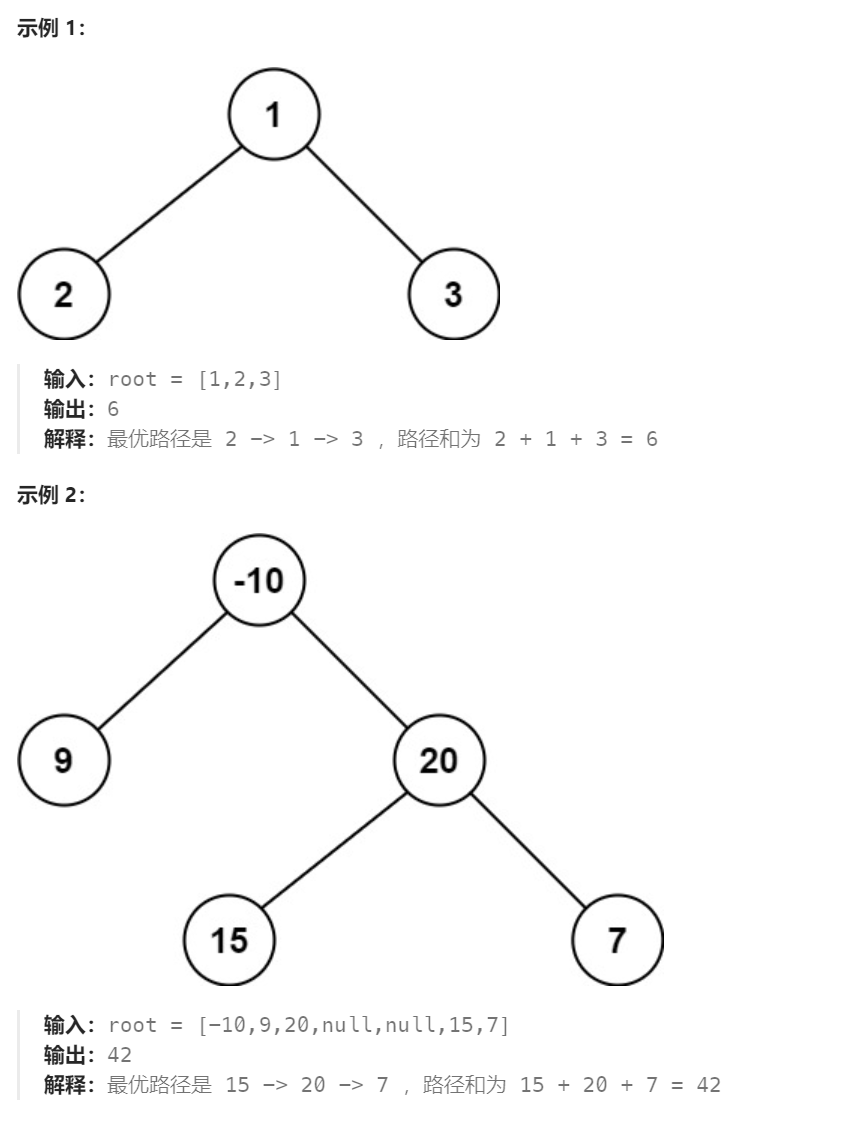 示例 1：
1
2
3
输入：root = [1,2,3]
输出：6
解释：最优路径是 2 -> 1 -> 3 ，路径和为 2 + 1 + 3 = 6
示例 2：
-10
9
20
15
7
输入：root = [-10,9,20,null,null,15,7]
输出：42
解释：最优路径是 15 -> 20 -> 7 ，路径和为 15 + 20 + 7 = 42